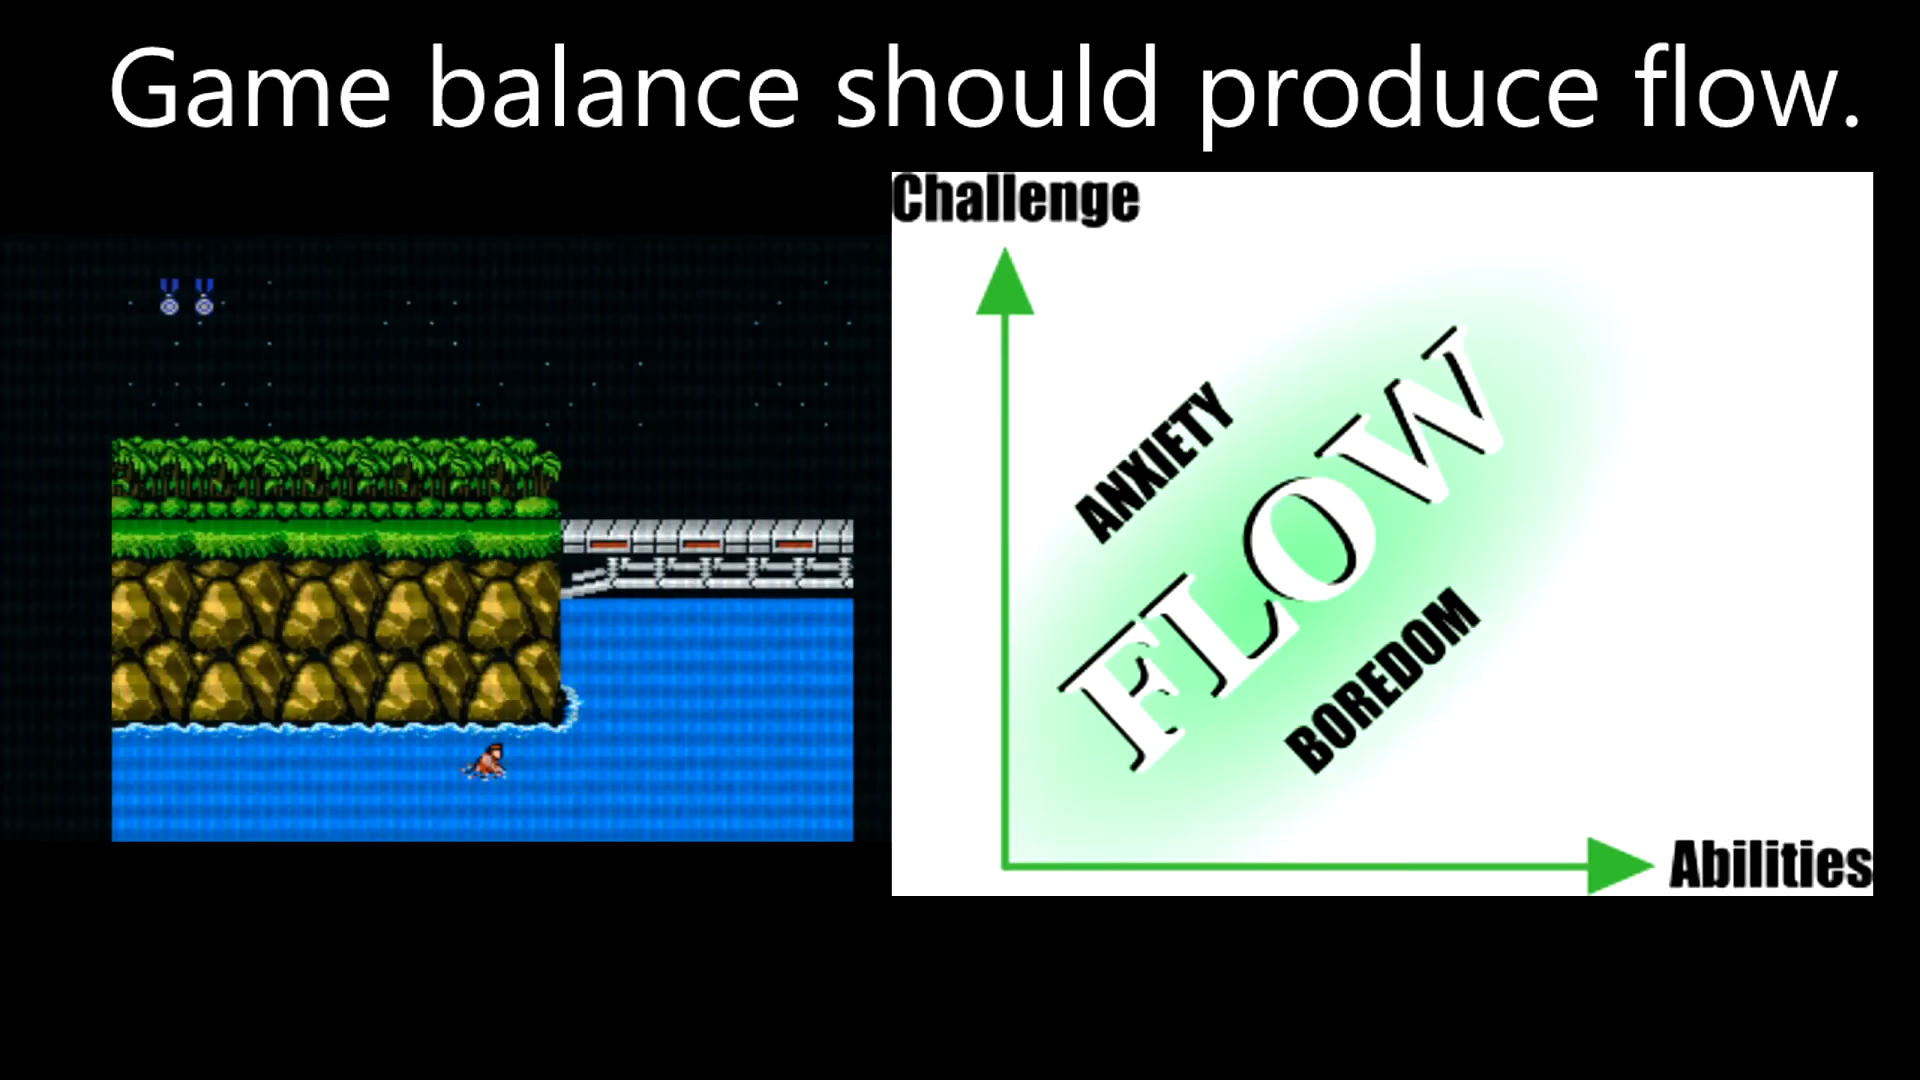 Game balance should produce flow.
Challenge
ANXIETY
FLOW
BOREDOM
Abilities